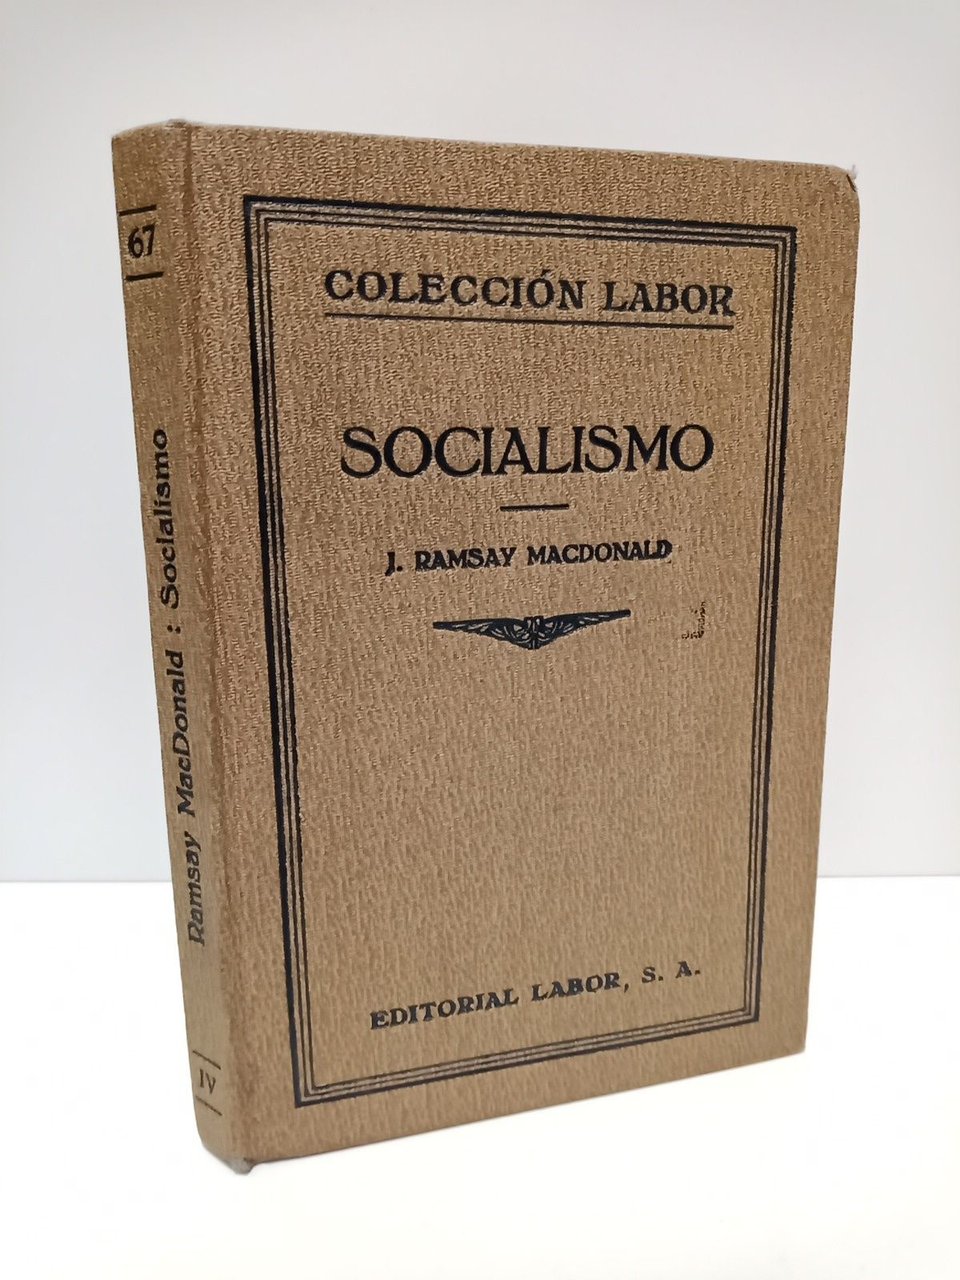 COLECCIÓN LABOR
SOCIALISMO
J. RAMSAY MACDONALD
EDITORIAL LABOR, S. A.
67
Ramsay MacDonald : Socialismo
IV